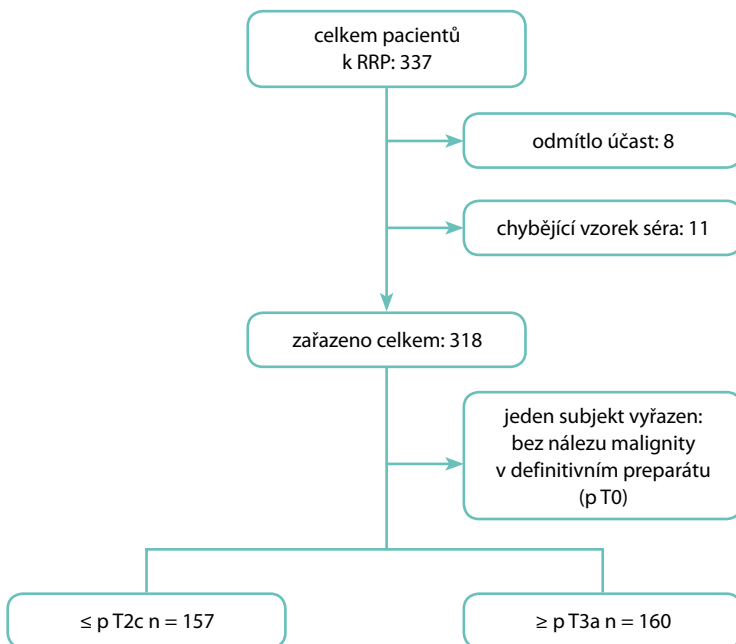 celkem pacientů
k RRP: 337
odmítlo účast: 8
chybějící vzorek séra: 11
zařazeno celkem: 318
jeden subjekt vyřazen:
bez nálezu malignity
v definitivním preparátu
(p T0)
≤ p T2c n = 157
≥ p T3a n = 160